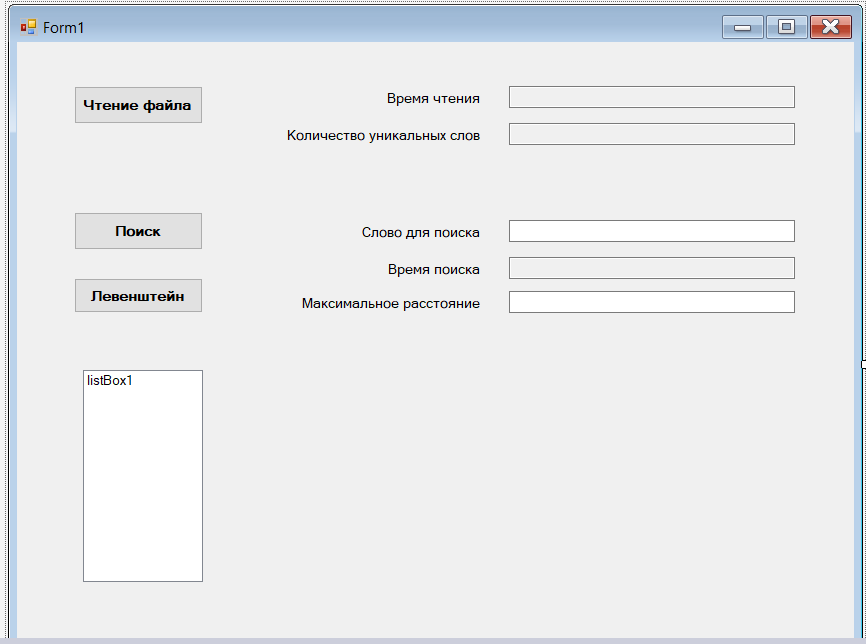 Form1
Чтение файла
Время чтения
Количество уникальных слов
Поиск
Слово для поиска
Время поиска
Левенштейн
Максимальное расстояние
listBox1